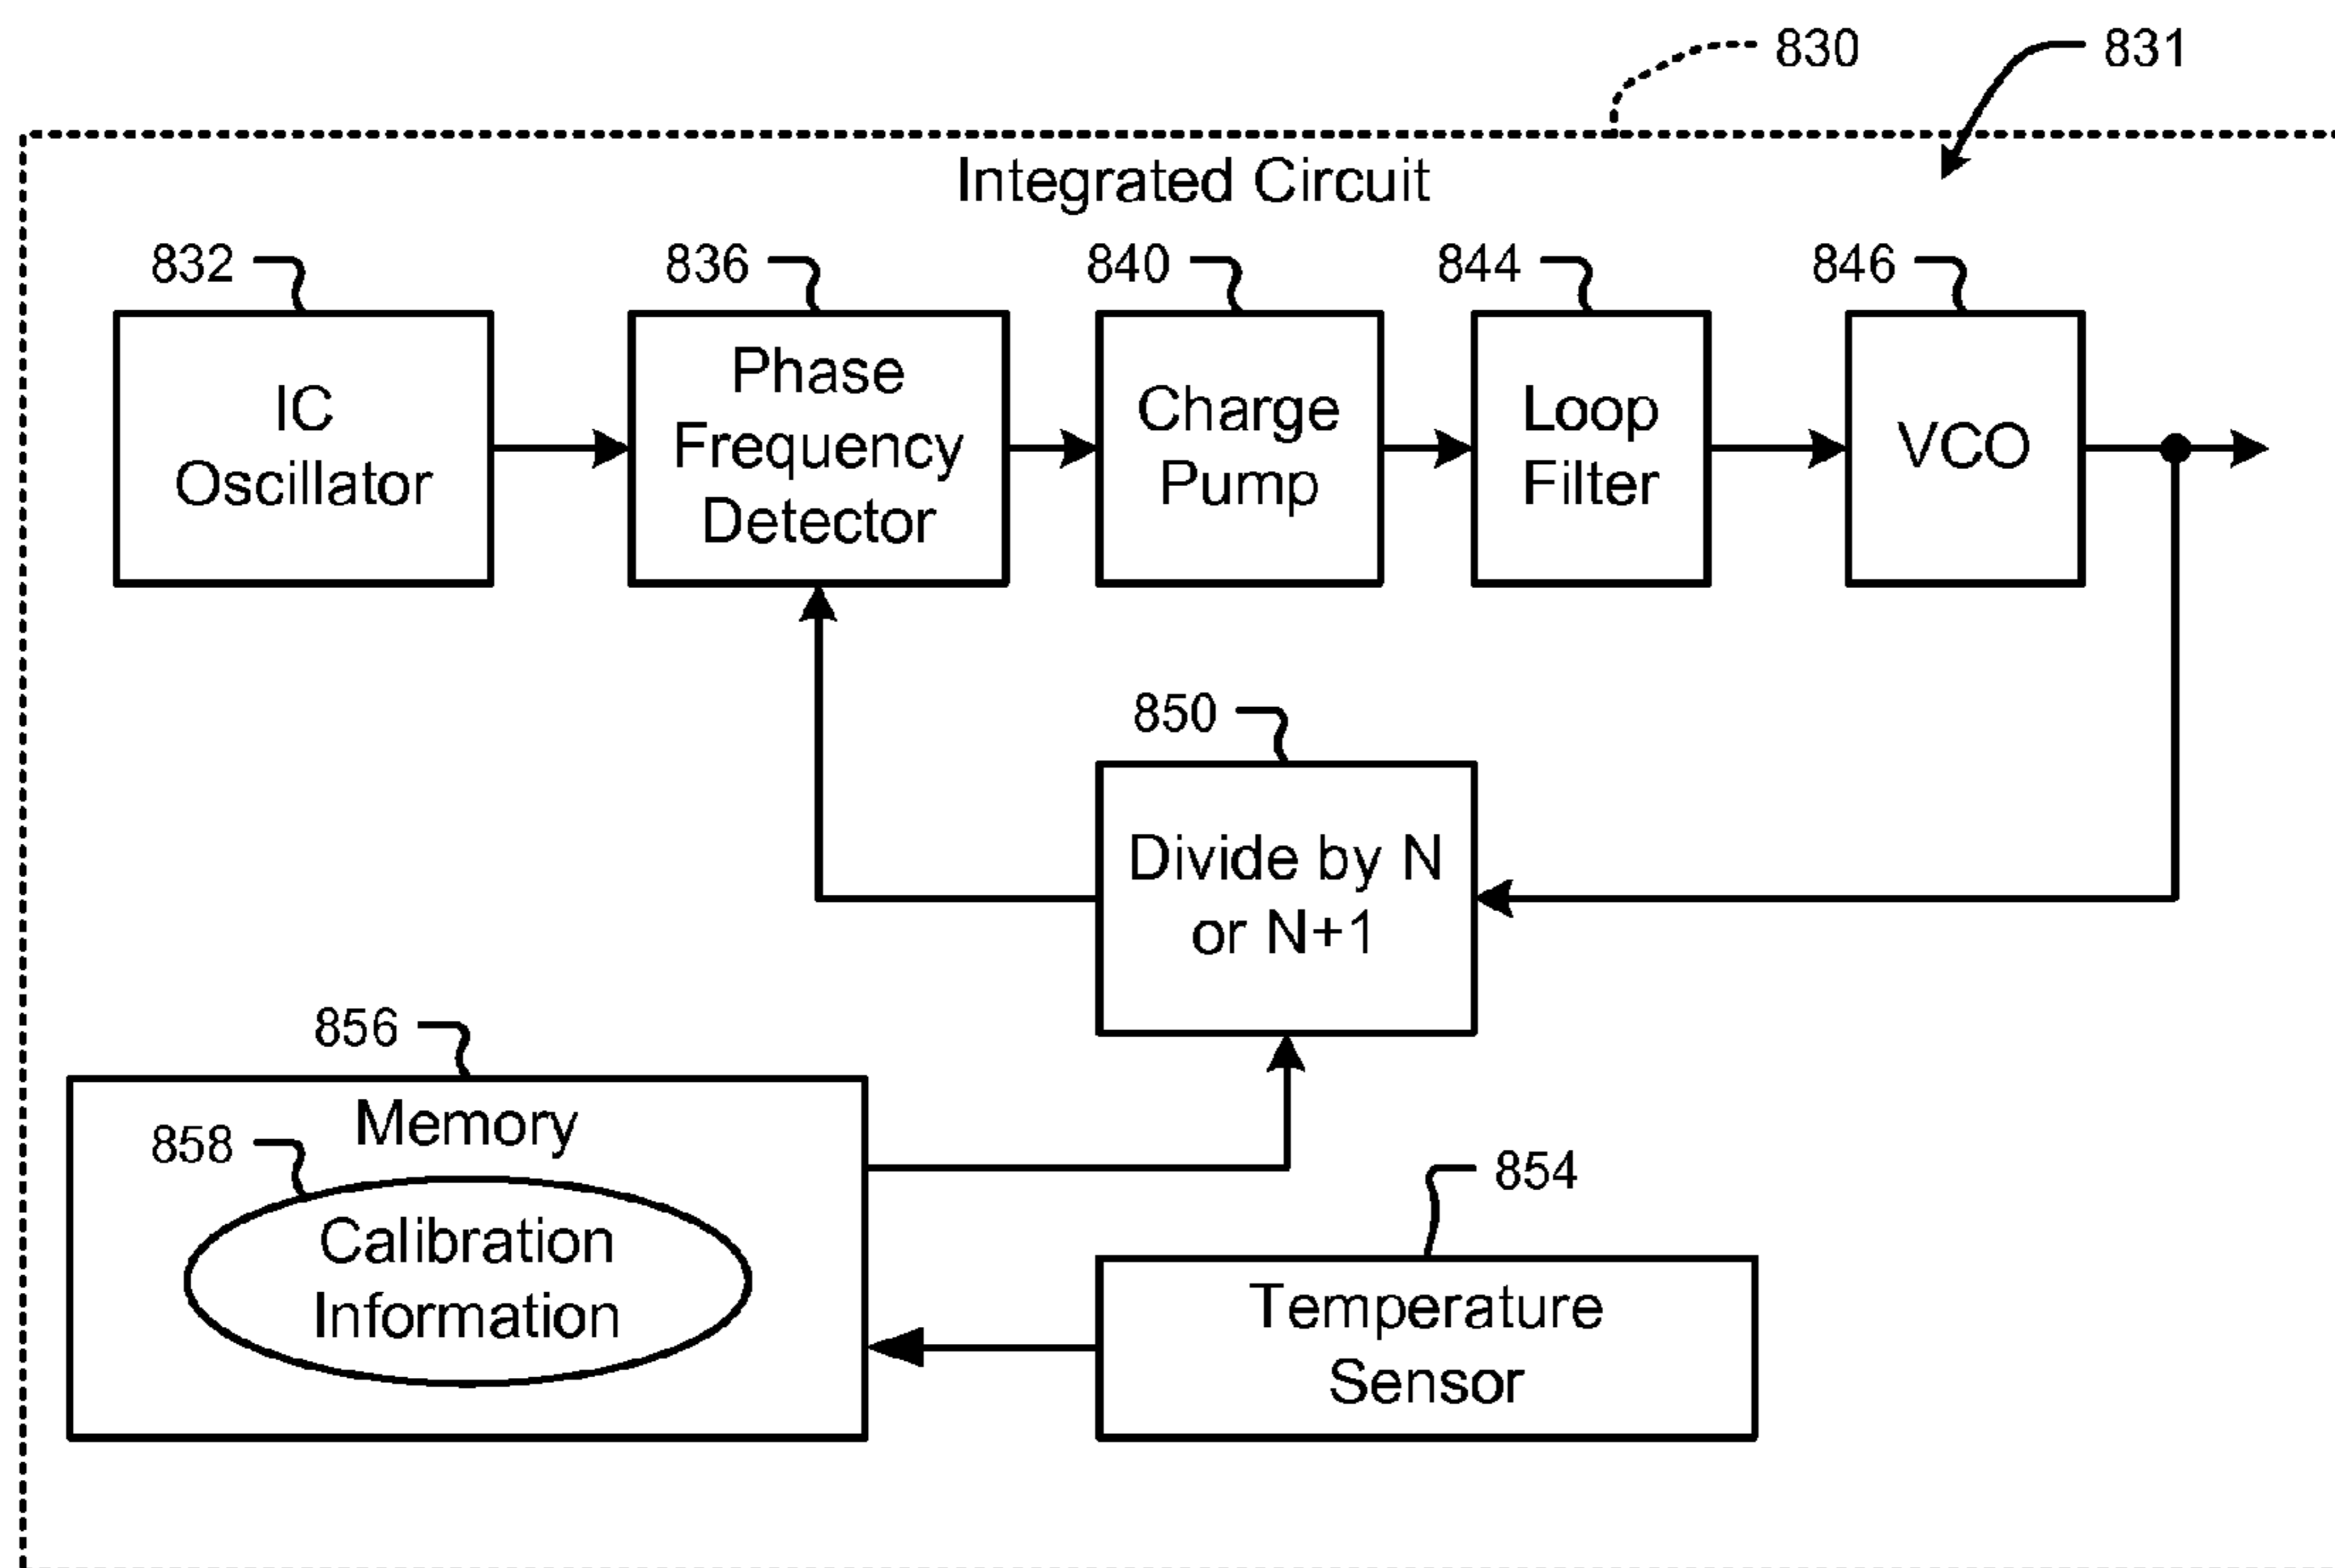 830
831
Integrated Circuit
832
836
840
844
846
IC
Oscillator
Phase
Frequency
Detector
Charge
Pump
Loop
Filter
VCO
850
Divide by N
or N+1
856
Memory
858
Calibration
Information
854
Temperature
Sensor